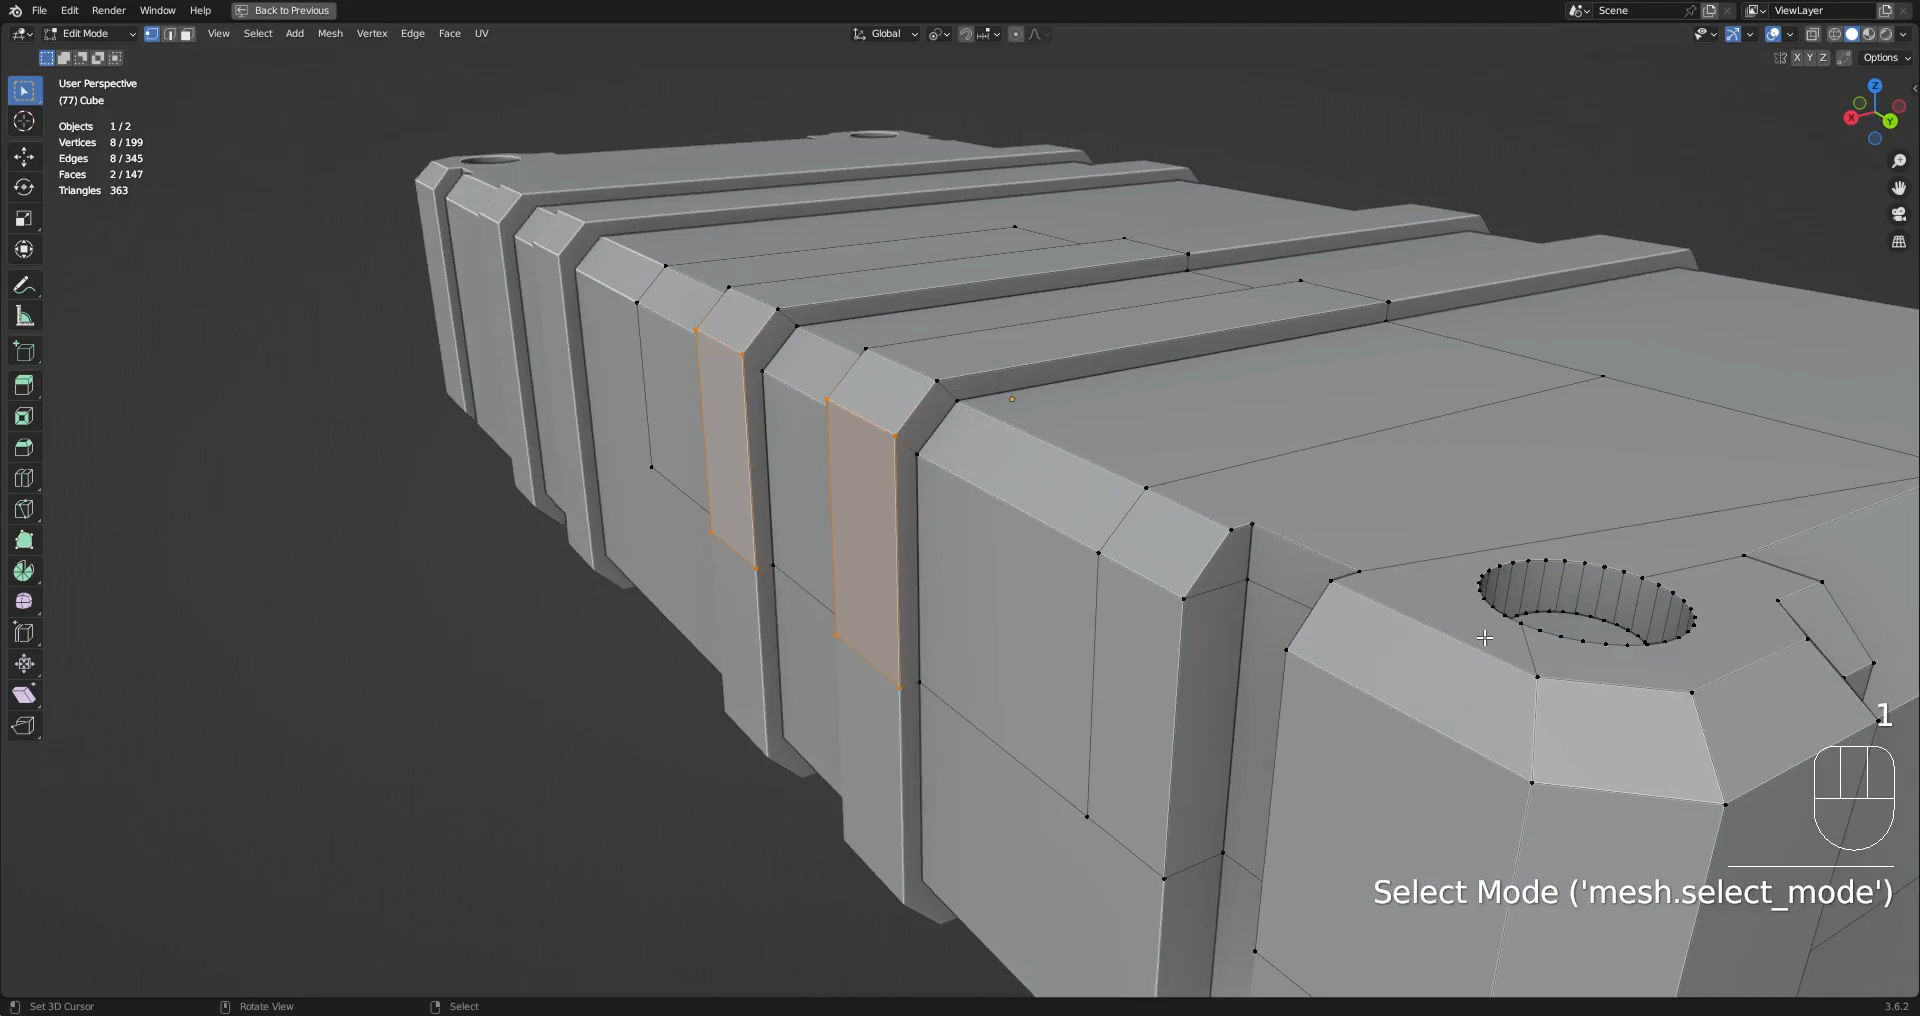 File Edit Render Window Help Back to Previous Scene ViewLayer
Edit Mode View Select Add Mesh Vertex Edge Face UV Global
X Y Z Options
User Perspective
(77) Cube
Objects 1 / 2
Vertices 8 / 199
Edges 8 / 345
Faces 2 / 147
Triangles 363
Z
X
Y
1
Select Mode ('mesh.select_mode')
Set 3D Cursor Rotate View Select 3.6.2